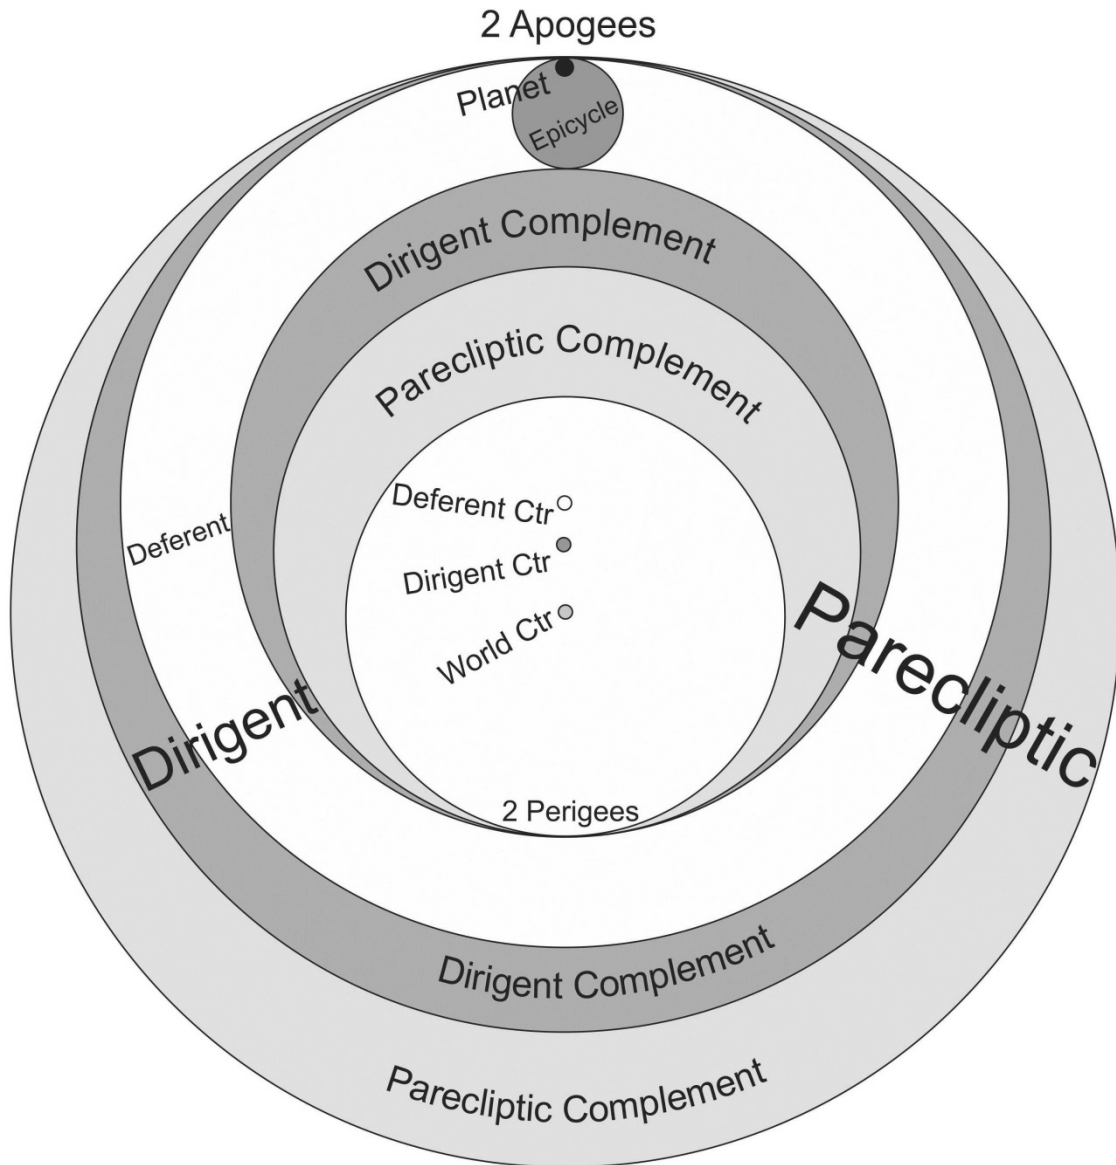 2 Apogees
Planet
Epicycle
Dirigent Complement
Parecliptic Complement
Deferent Ctr
Deferent
Dirigent Ctr
World Ctr
Parecliptic
Dirigent
2 Perigees
Dirigent Complement
Parecliptic Complement